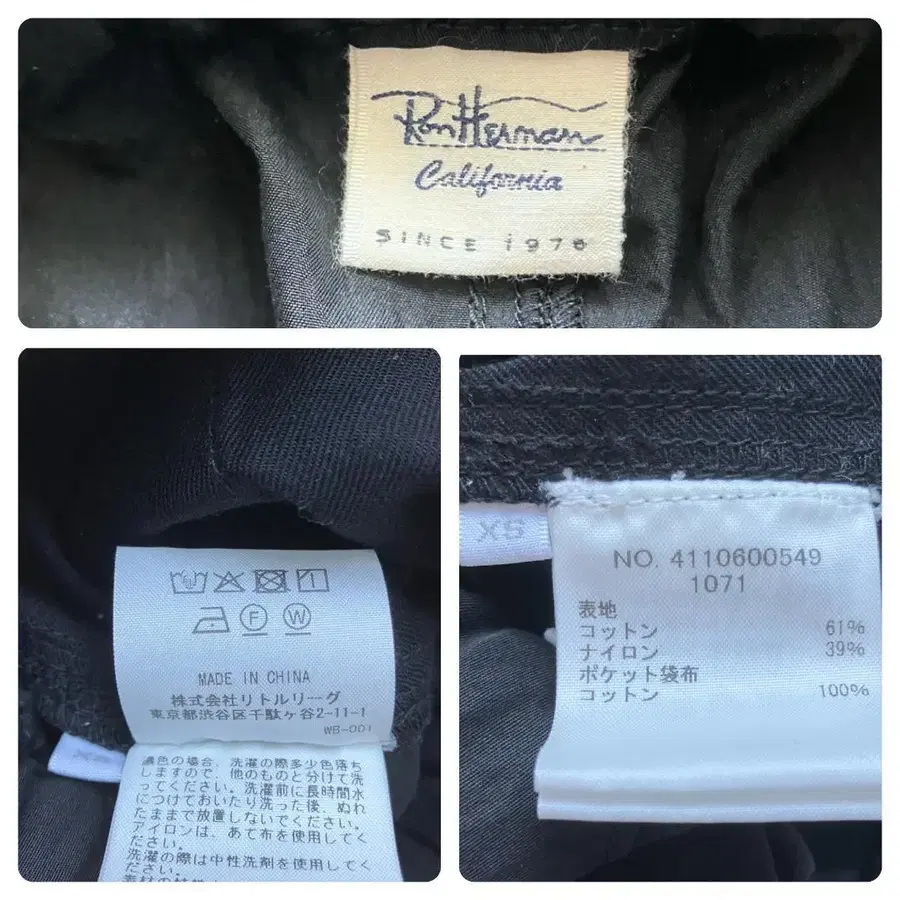 Ron Herman
California
SINCE 1976
MADE IN CHINA
株式会社リトルリーグ
東京都渋谷区千駄ヶ谷2-11-1
WB-001
濃色の場合、洗濯の際多少色落ち
しますので、他のものと分けて洗
ってください。洗濯前に長時間水
につけておいたり洗った後、ぬれ
たままで放置しないでください。
アイロンは、あて布を使用してく
ださい。
洗濯の際は中性洗剤を使用してく
ださい。
XS
NO. 4110600549
1071
表地
コットン 61%
ナイロン 39%
ポケット袋布
コットン 100%